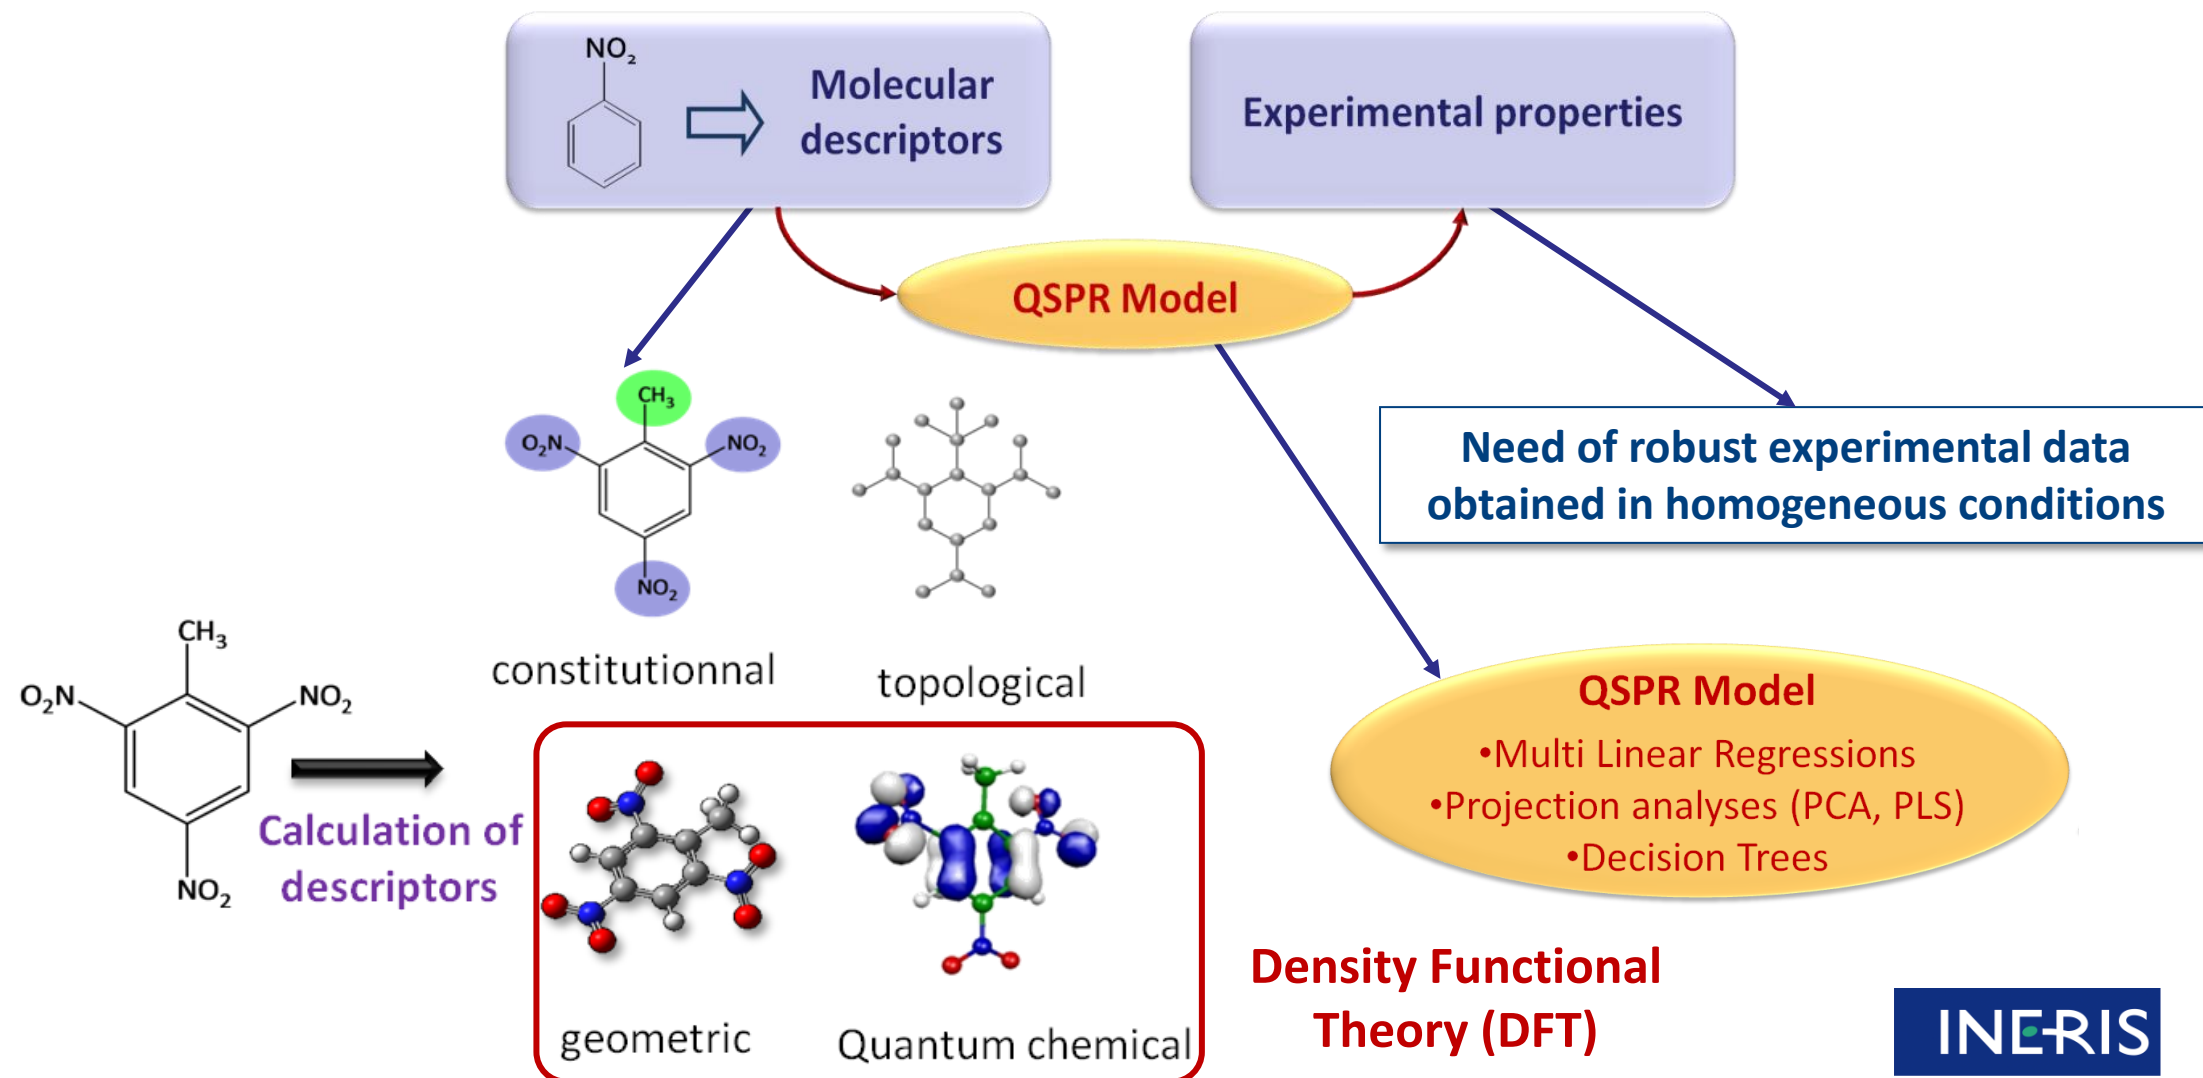 NO₂
Molecular
descriptors
Experimental properties
QSPR Model
CH₃
O₂N
NO₂
NO₂
constitutionnal
topological
Need of robust experimental data
obtained in homogeneous conditions
CH₃
O₂N
NO₂
NO₂
Calculation of
descriptors
geometric
Quantum chemical
QSPR Model
•Multi Linear Regressions
•Projection analyses (PCA, PLS)
•Decision Trees
Density Functional
Theory (DFT)
INERIS